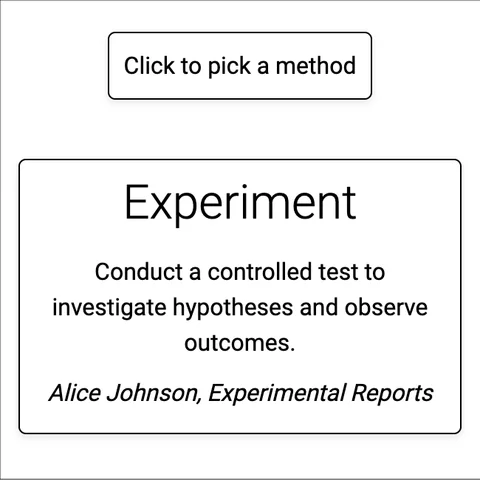 Click to pick a method
Experiment
Conduct a controlled test to
investigate hypotheses and observe
outcomes.
Alice Johnson, Experimental Reports